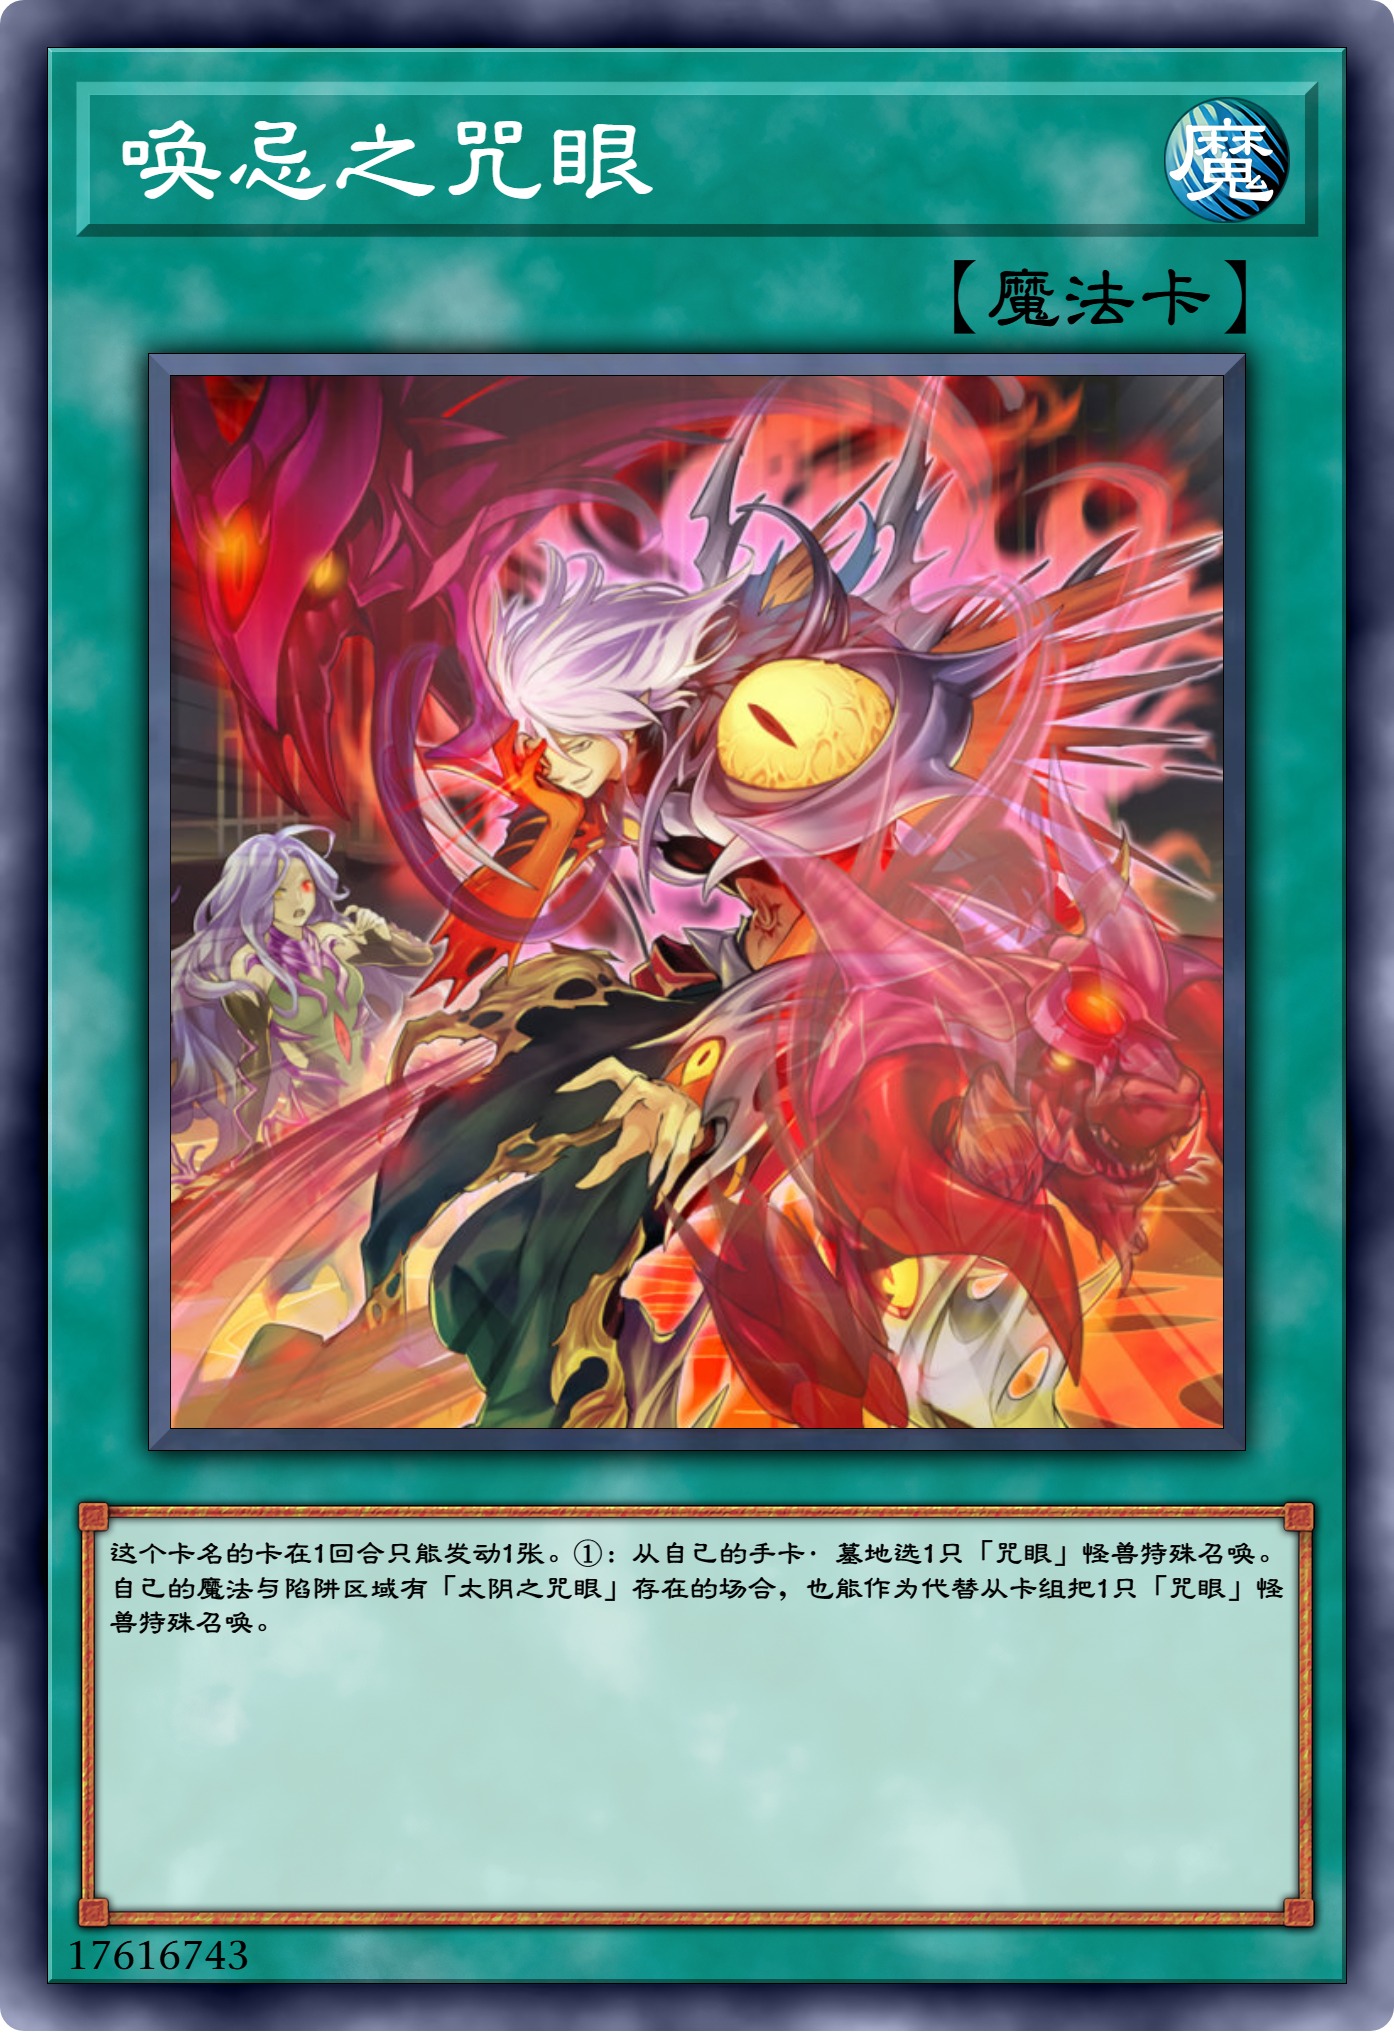 唤忌之咒眼
魔
【魔法卡】
这个卡名的卡在1回合只能发动1张。①：从自己的手卡·墓地选1只「咒眼」怪兽特殊召唤。
自己的魔法与陷阱区域有「太阴之咒眼」存在的场合，也能作为代替从卡组把1只「咒眼」怪
兽特殊召唤。
17616743